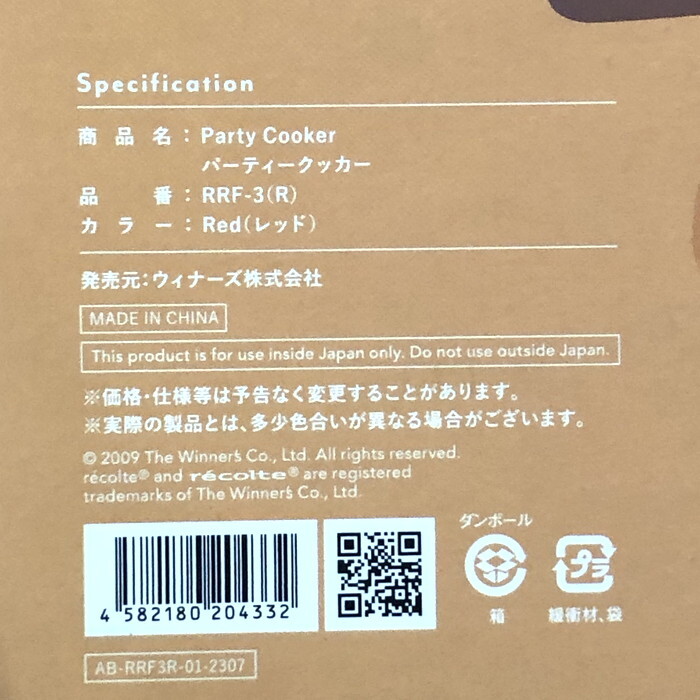 Specification
商品名：Party Cooker
パーティークッカー
品番：RRF-3(R)
カラー：Red(レッド)
発売元：ウィナーズ株式会社
MADE IN CHINA
This product is for use inside Japan only. Do not use outside Japan.
※価格・仕様等は予告なく変更することがあります。
※実際の製品とは、多少色合いが異なる場合がございます。
© 2009 The Winner's Co., Ltd. All rights reserved.
récolte® and récolte® are registered
trademarks of The Winner's Co., Ltd.
ダンボール
プラ
4 582180 204332
箱
緩衝材、袋
AB-RRF3R-01-2307